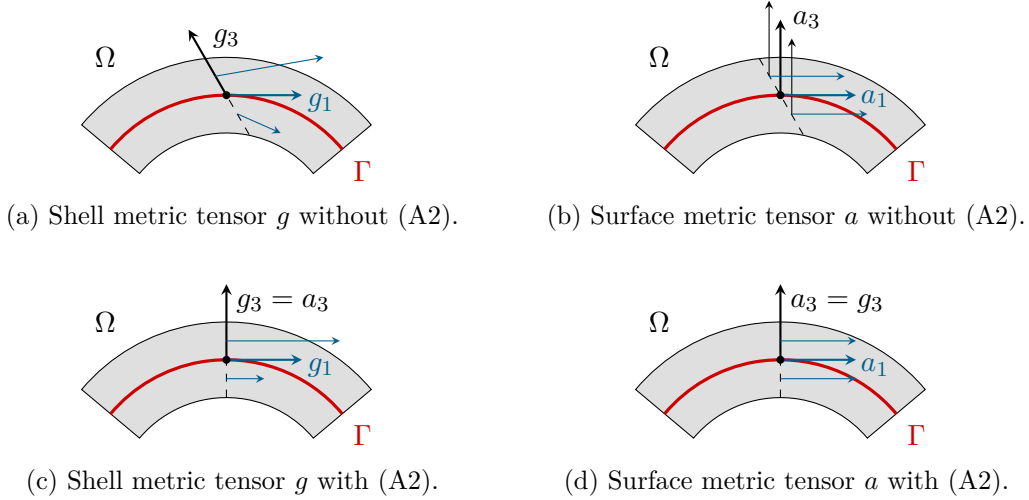 Ω g₃ g₁ Γ
(a) Shell metric tensor g without (A2).
Ω a₃ a₁ Γ
(b) Surface metric tensor a without (A2).
Ω g₃ = a₃ g₁ Γ
(c) Shell metric tensor g with (A2).
Ω a₃ = g₃ a₁ Γ
(d) Surface metric tensor a with (A2).